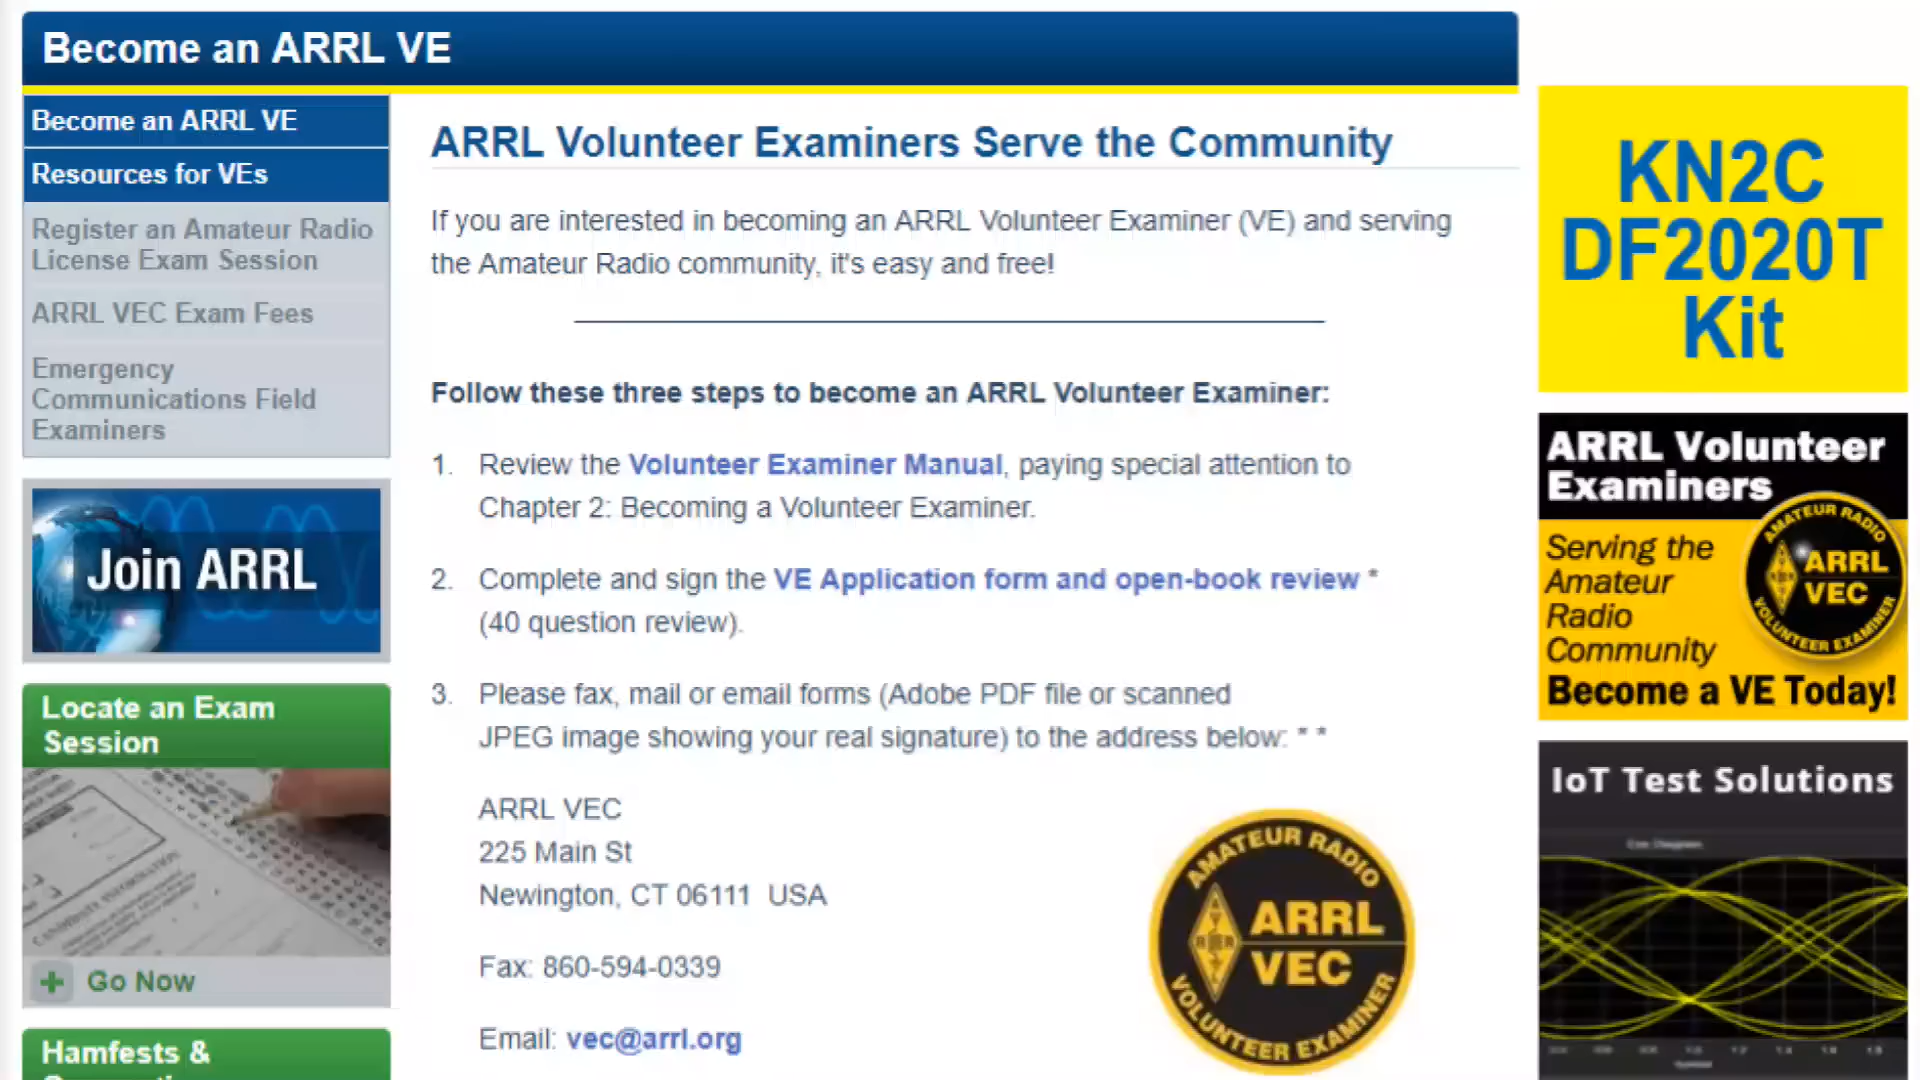 Become an ARRL VE
Become an ARRL VE
Resources for VEs
Register an Amateur Radio
License Exam Session
ARRL VEC Exam Fees
Emergency
Communications Field
Examiners
Join ARRL
Locate an Exam
Session
Go Now
Hamfests &
ARRL Volunteer Examiners Serve the Community
If you are interested in becoming an ARRL Volunteer Examiner (VE) and serving
the Amateur Radio community, it's easy and free!
Follow these three steps to become an ARRL Volunteer Examiner:
1. Review the Volunteer Examiner Manual, paying special attention to
Chapter 2: Becoming a Volunteer Examiner.
2. Complete and sign the VE Application form and open-book review *
(40 question review).
3. Please fax, mail or email forms (Adobe PDF file or scanned
JPEG image showing your real signature) to the address below: * *
ARRL VEC
225 Main St
Newington, CT 06111 USA
Fax: 860-594-0339
Email: vec@arrl.org
AMATEUR RADIO
ARRL
VEC
VOLUNTEER EXAMINER
KN2C
DF2020T
Kit
ARRL Volunteer
Examiners
Serving the
Amateur
Radio
Community
AMATEUR RADIO
ARRL
VEC
VOLUNTEER EXAMINER
Become a VE Today!
IoT Test Solutions